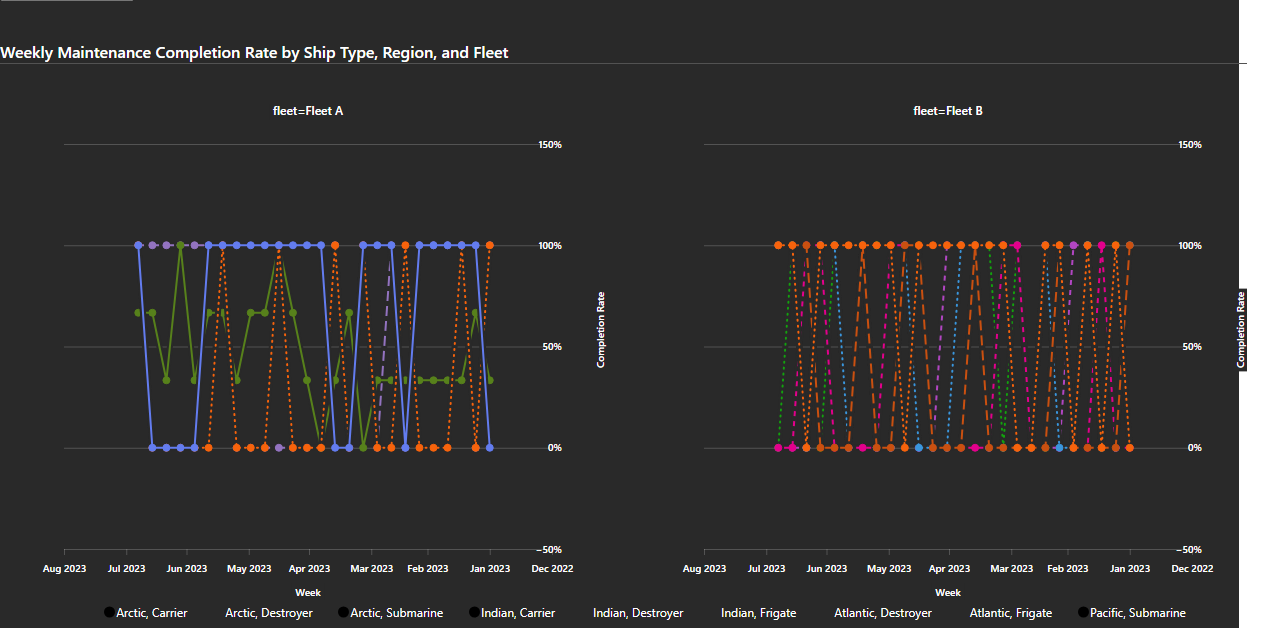 Weekly Maintenance Completion Rate by Ship Type, Region, and Fleet
fleet=Fleet A
fleet=Fleet B
150%
100%
50%
0%
−50%
Completion Rate
150%
100%
50%
0%
−50%
Completion Rate
Aug 2023 Jul 2023 Jun 2023 May 2023 Apr 2023 Mar 2023 Feb 2023 Jan 2023 Dec 2022
Aug 2023 Jul 2023 Jun 2023 May 2023 Apr 2023 Mar 2023 Feb 2023 Jan 2023 Dec 2022
Week
Week
Arctic, Carrier Arctic, Destroyer Arctic, Submarine Indian, Carrier Indian, Destroyer Indian, Frigate Atlantic, Destroyer Atlantic, Frigate Pacific, Submarine